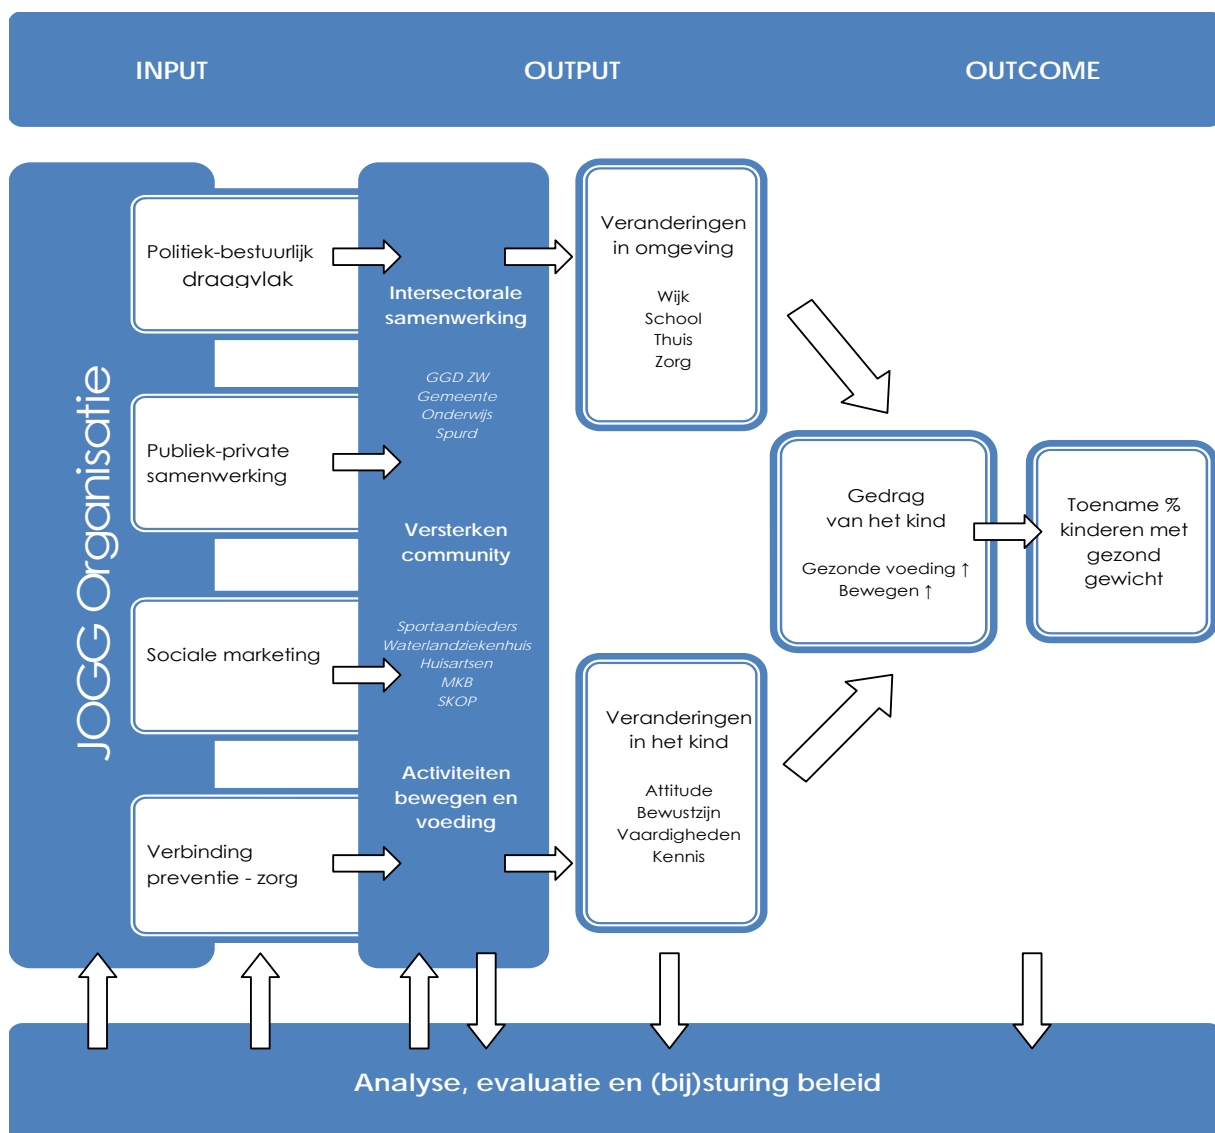 INPUT
OUTPUT
OUTCOME
JOGG Organisatie
Politiek-bestuurlijk
draagvlak
Publiek-private
samenwerking
Sociale marketing
Verbinding
preventie - zorg
Intersectorale
samenwerking
GGD ZW
Gemeente
Onderwijs
Spurd
Versterken
community
Sportaanbieders
Waterlandziekenhuis
Huisartsen
MKB
SKOP
Activiteiten
bewegen en
voeding
Veranderingen
in omgeving
Wijk
School
Thuis
Zorg
Veranderingen
in het kind
Attitude
Bewustzijn
Vaardigheden
Kennis
Gedrag
van het kind
Gezonde voeding ↑
Bewegen ↑
Toename %
kinderen met
gezond
gewicht
Analyse, evaluatie en (bij)sturing beleid